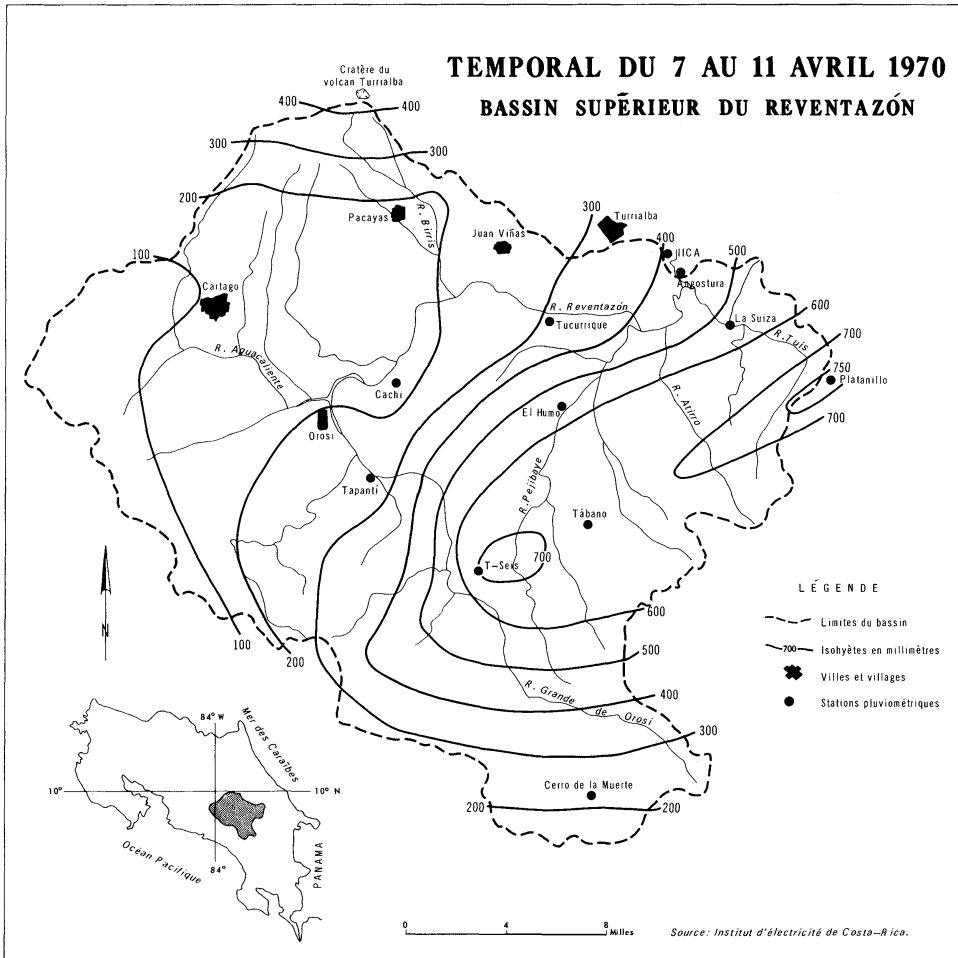 TEMPORAL DU 7 AU 11 AVRIL 1970
BASSIN SUPÉRIEUR DU REVENTAZÓN
Cratère du
volcan Turrialba
400
400
300
300
200
Pacayas
R. Birris
Juan Viñas
300
Turrialba
400
IICA
Angostura
500
100
Cartago
R. Reventazón
Tucurrique
La Suiza
600
R. Tuis
700
750
Platanillo
700
R. Aguacaliente
Cachí
Orosi
El Humo
R. Atirro
Tapantí
R. Pejibaye
Tábano
T-Seis
700
600
500
400
300
100
200
R. Grande de Orosi
Cerro de la Muerte
200
200
N
LÉGENDE
Limites du bassin
700 Isohyètes en millimètres
Villes et villages
Stations pluviométriques
84° W
Mer des Caraïbes
10°
10° N
Océan Pacifique
84°
PANAMA
0 4 8
Milles
Source: Institut d'électricité de Costa-Rica.